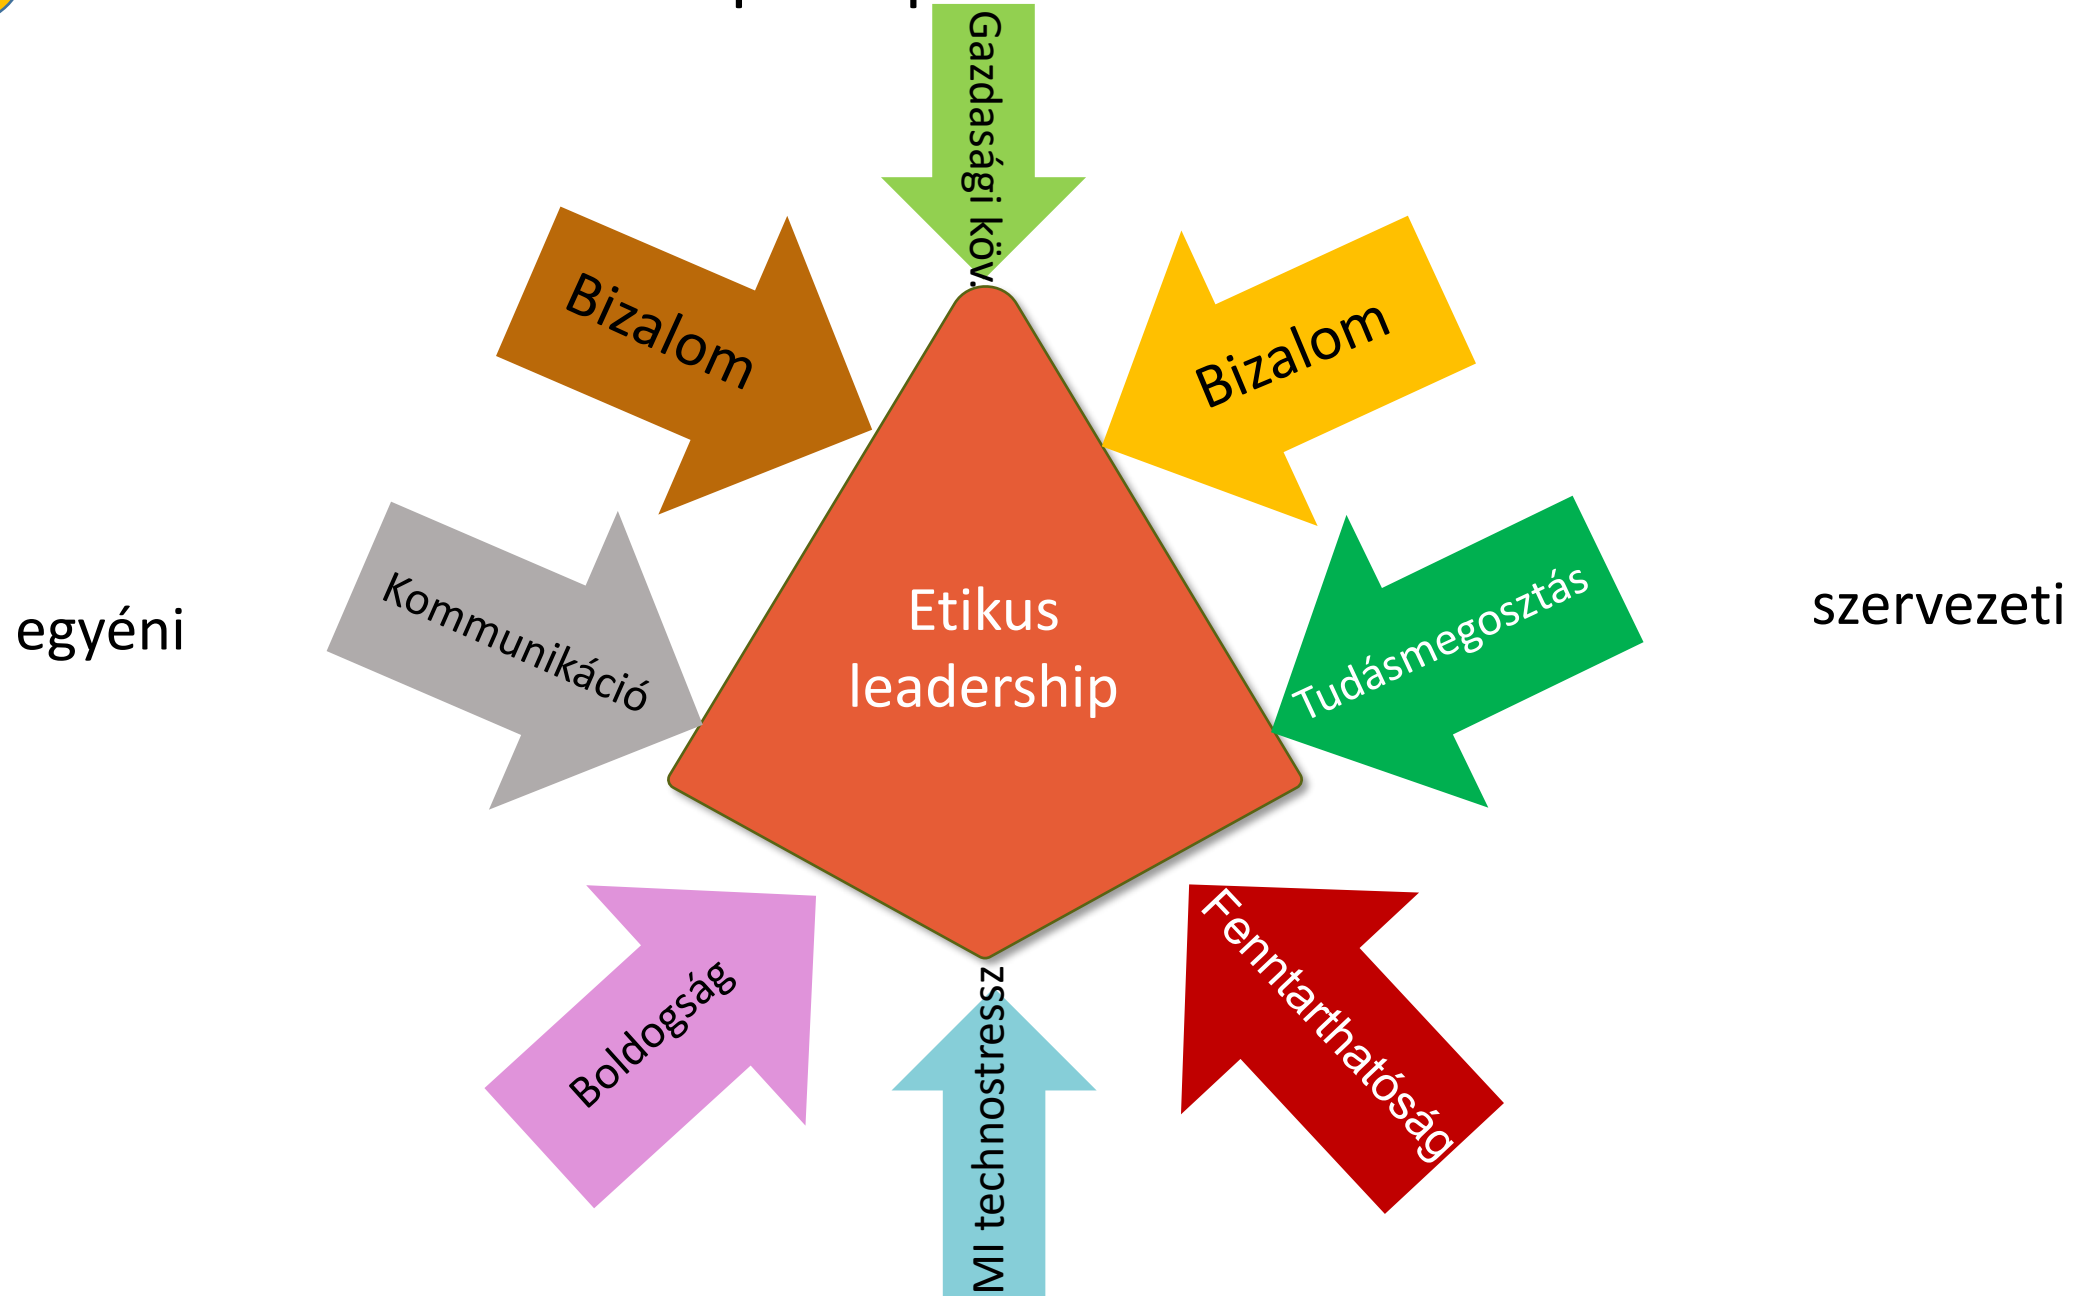 Gazdasági köv.
Bizalom
Bizalom
Kommunikáció
Tudásmegosztás
egyéni
Etikus
leadership
szervezeti
Boldogság
MI technostressz
Fenntarthatóság